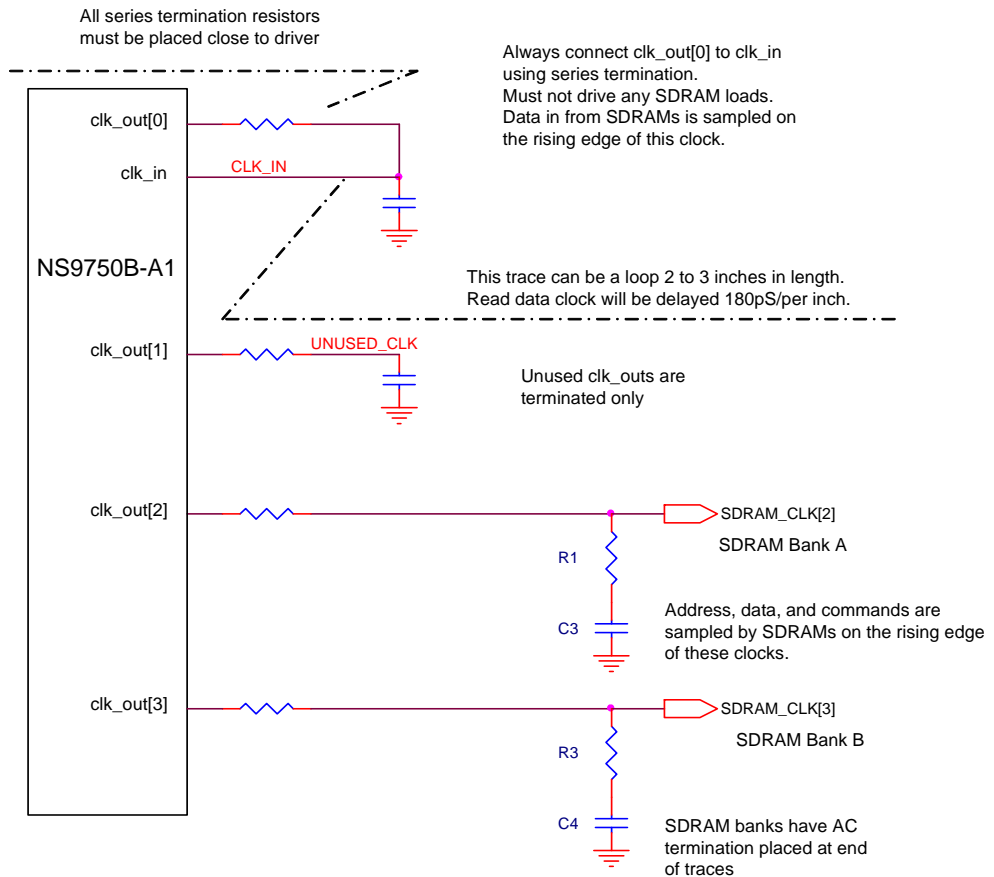 All series termination resistors
must be placed close to driver
Always connect clk_out[0] to clk_in
using series termination.
Must not drive any SDRAM loads.
Data in from SDRAMs is sampled on
the rising edge of this clock.
clk_out[0]
clk_in
CLK_IN
NS9750B-A1
This trace can be a loop 2 to 3 inches in length.
Read data clock will be delayed 180pS/per inch.
clk_out[1]
UNUSED_CLK
Unused clk_outs are
terminated only
clk_out[2]
SDRAM_CLK[2]
SDRAM Bank A
R1
C3
Address, data, and commands are
sampled by SDRAMs on the rising edge
of these clocks.
clk_out[3]
SDRAM_CLK[3]
SDRAM Bank B
R3
C4
SDRAM banks have AC
termination placed at end
of traces